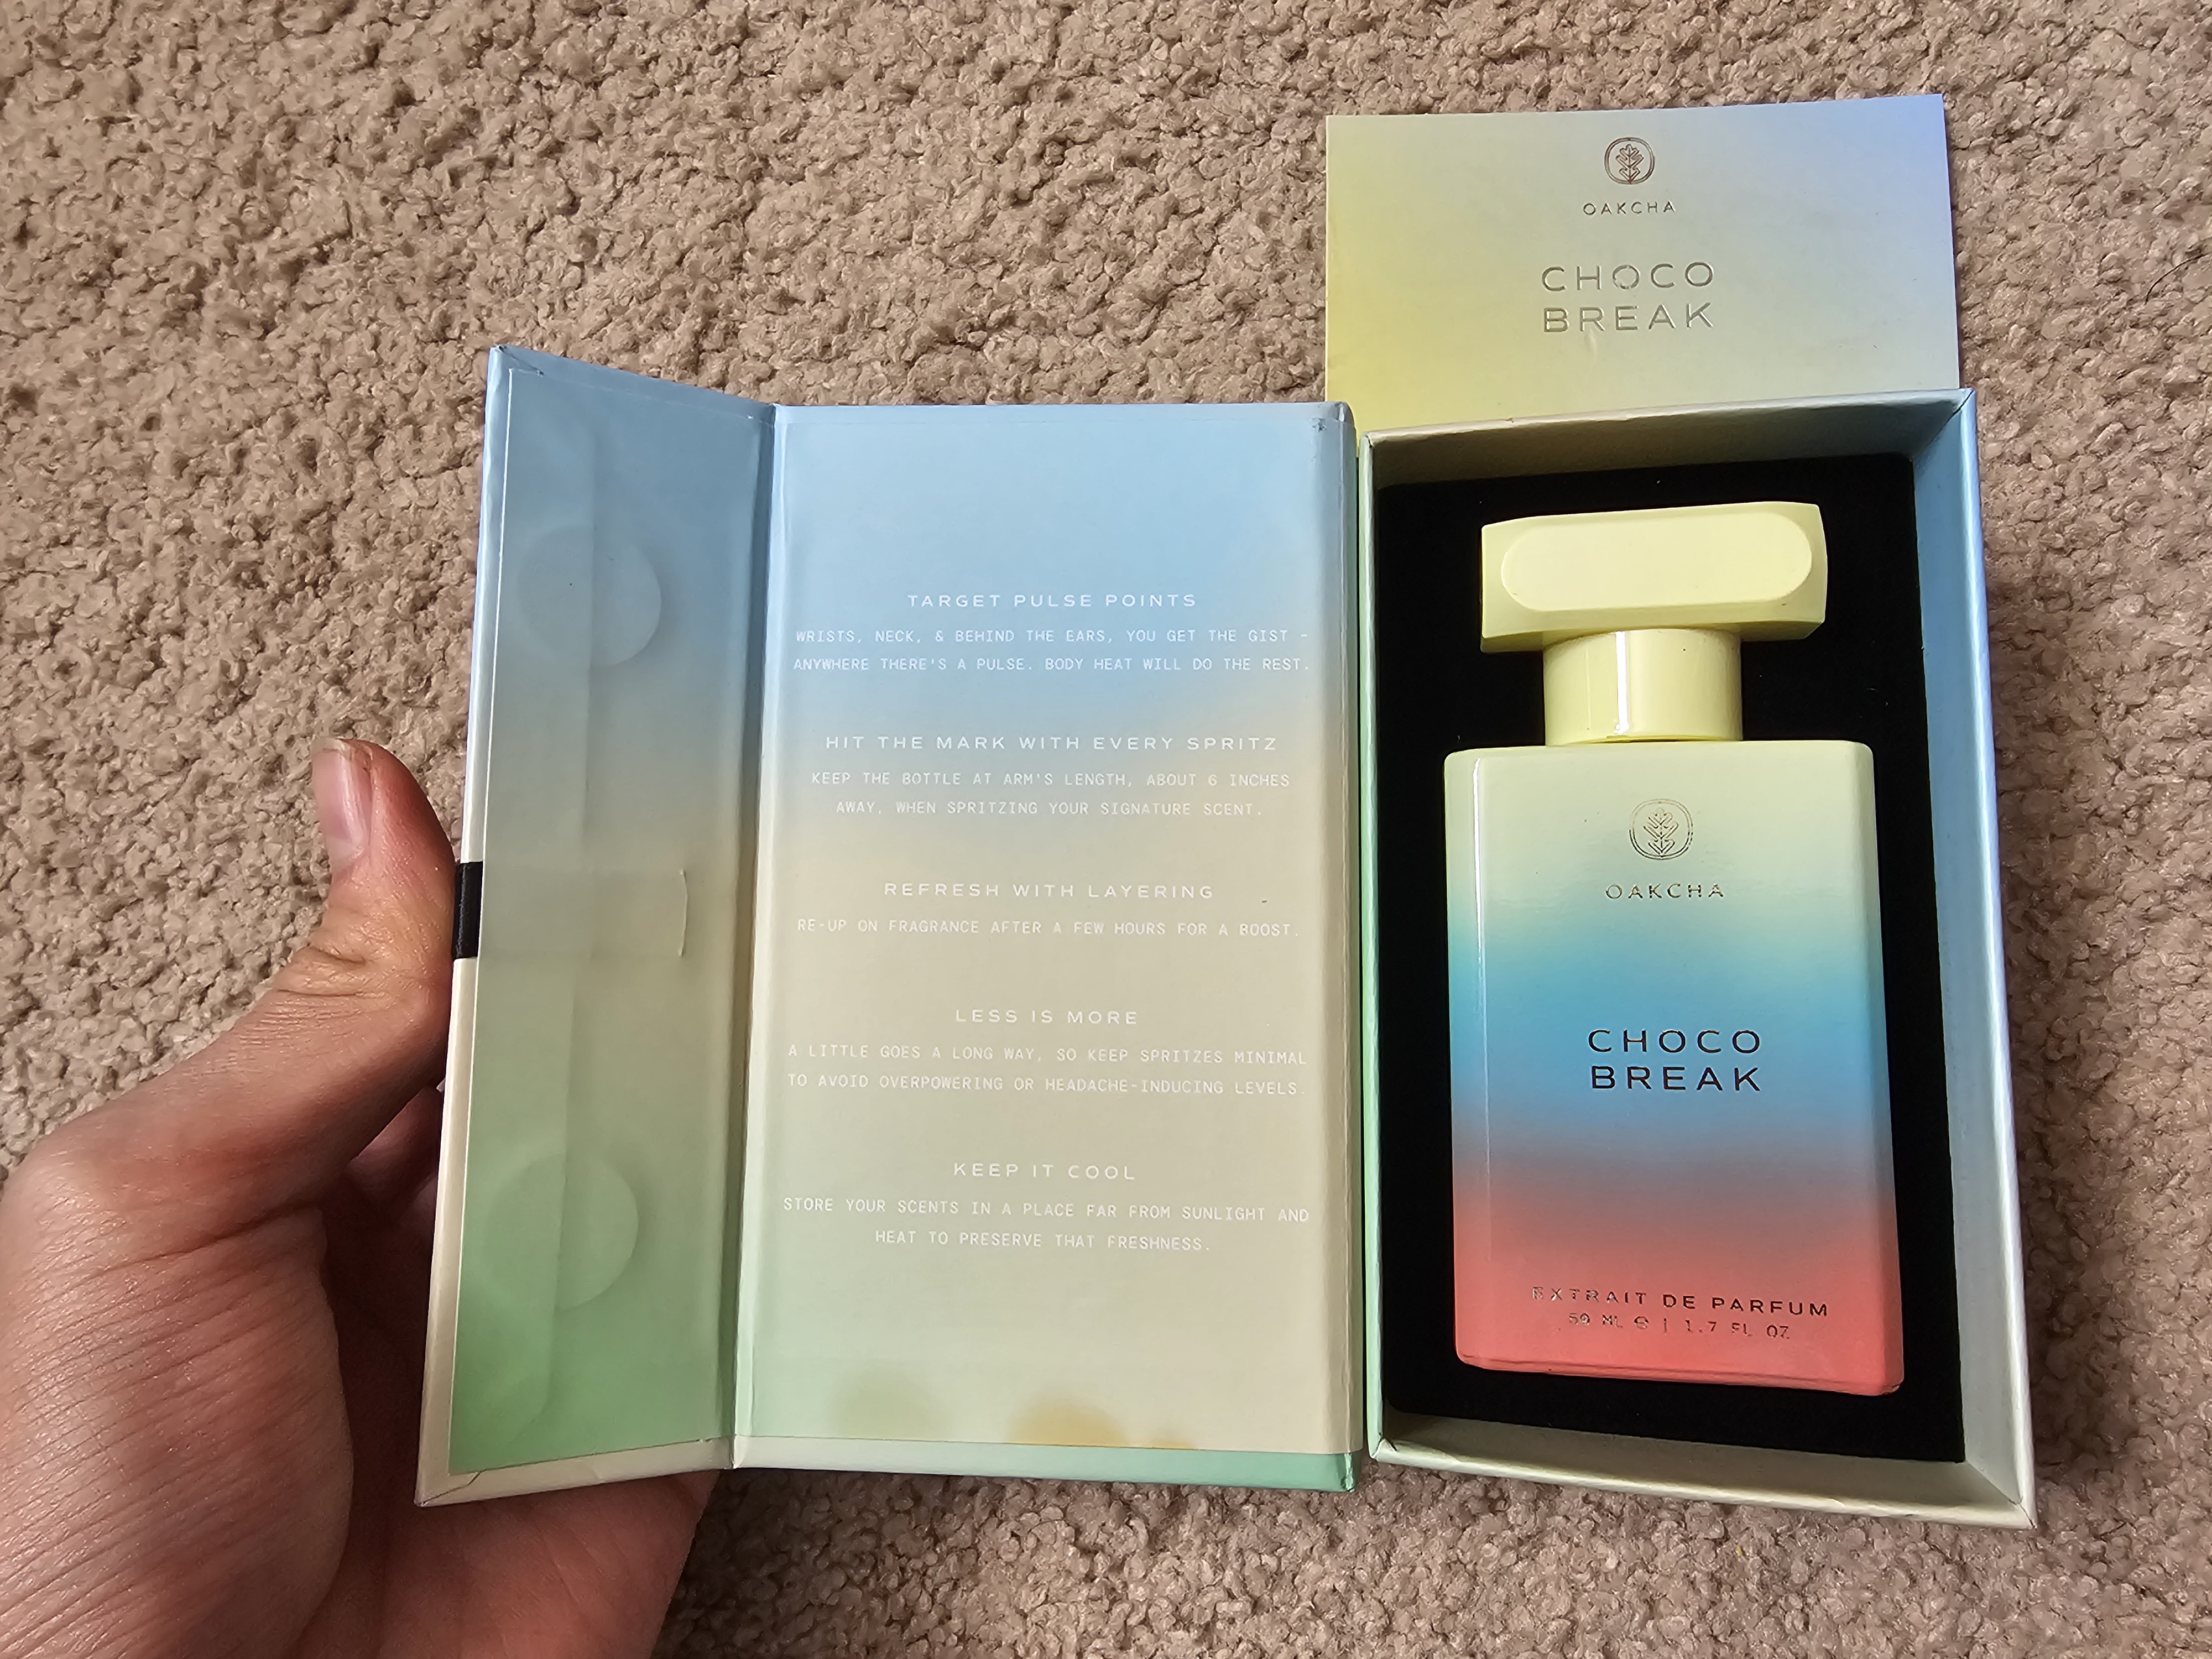 OAKCHA
CHOCO
BREAK
TARGET PULSE POINTS
WRISTS, NECK, & BEHIND THE EARS, YOU GET THE GIST -
ANYWHERE THERE'S A PULSE. BODY HEAT WILL DO THE REST.
HIT THE MARK WITH EVERY SPRITZ
KEEP THE BOTTLE AT ARM'S LENGTH, ABOUT 6 INCHES
AWAY, WHEN SPRITZING YOUR SIGNATURE SCENT.
REFRESH WITH LAYERING
RE-UP ON FRAGRANCE AFTER A FEW HOURS FOR A BOOST.
LESS IS MORE
A LITTLE GOES A LONG WAY, SO KEEP SPRITZES MINIMAL
TO AVOID OVERPOWERING OR HEADACHE-INDUCING LEVELS.
KEEP IT COOL
STORE YOUR SCENTS IN A PLACE FAR FROM SUNLIGHT AND
HEAT TO PRESERVE THAT FRESHNESS.
OAKCHA
CHOCO
BREAK
EXTRAIT DE PARFUM
50 ML ℮ | 1.7 FL OZ